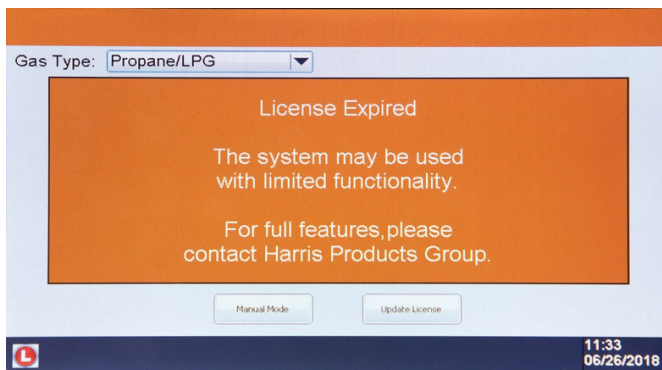 Gas Type: Propane/LPG
License Expired
The system may be used
with limited functionality.
For full features,please
contact Harris Products Group.
Manual Mode Update License
L
11:33
06/26/2018